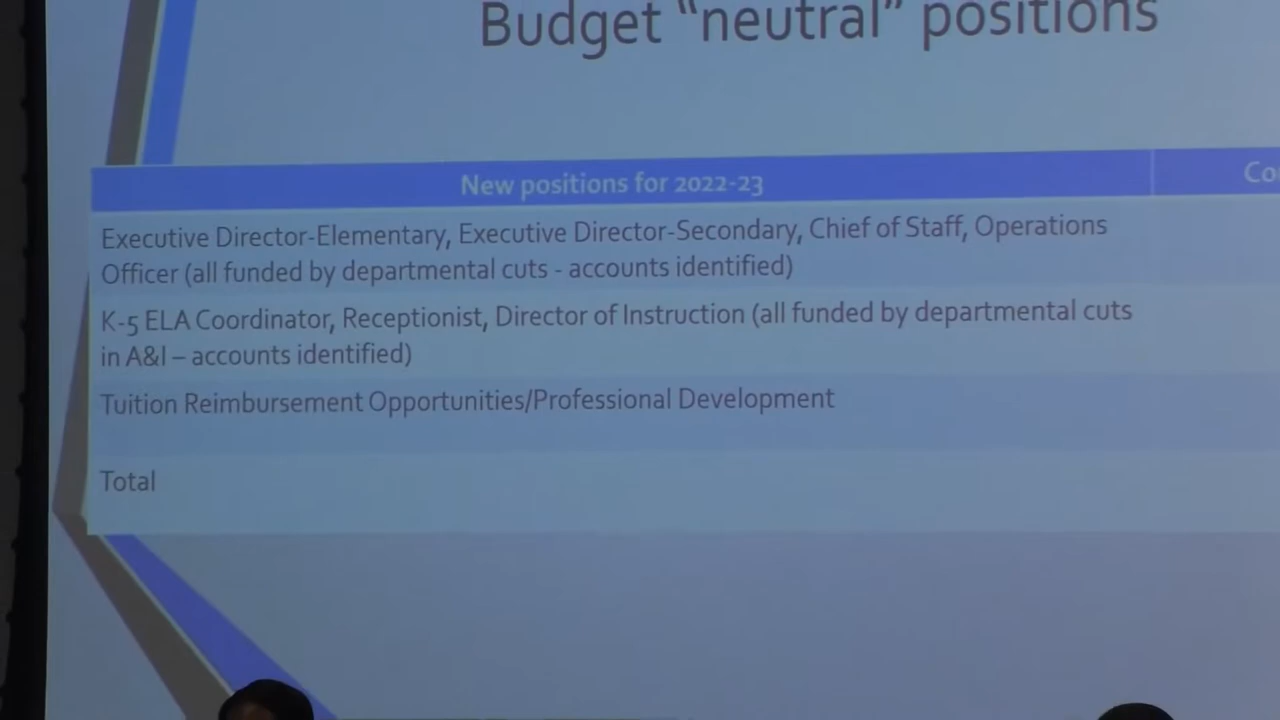 Budget “neutral” positions
New positions for 2022-23
Co
Executive Director-Elementary, Executive Director-Secondary, Chief of Staff, Operations
Officer (all funded by departmental cuts - accounts identified)
K-5 ELA Coordinator, Receptionist, Director of Instruction (all funded by departmental cuts
in A&I – accounts identified)
Tuition Reimbursement Opportunities/Professional Development
Total